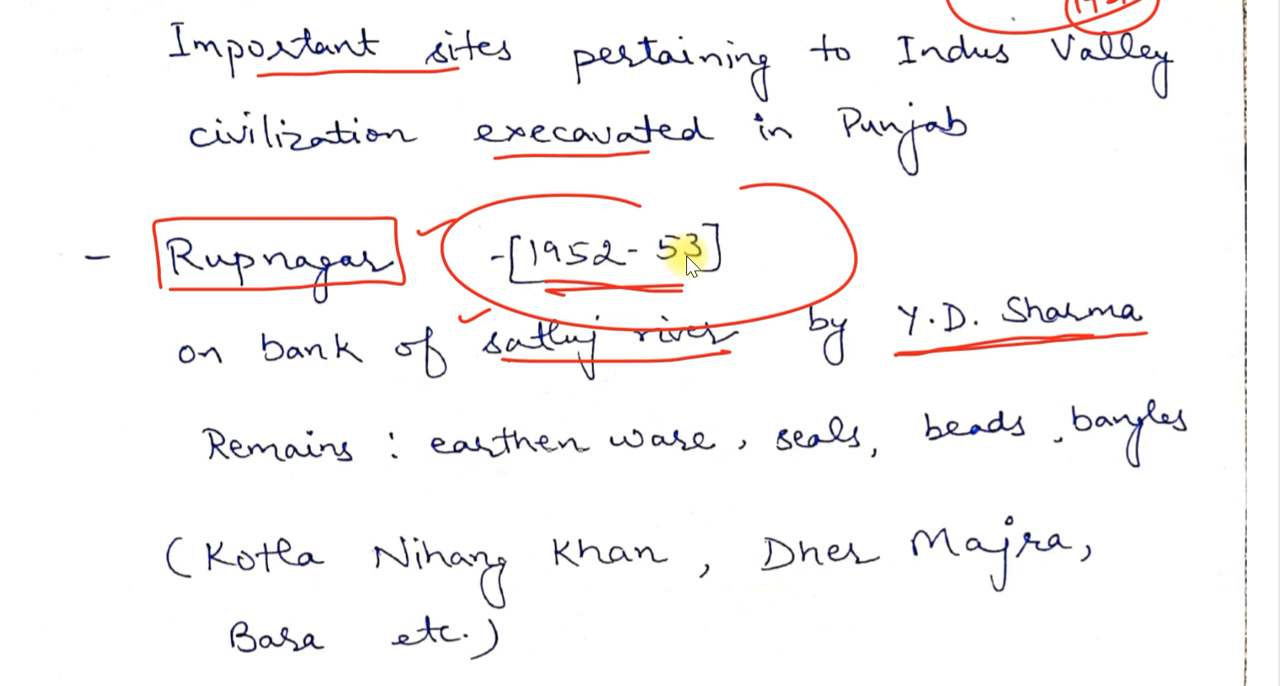 Important sites pertaining to Indus Valley
civilization execavated in Punjab
- Rupnagar -[1952-53]
on bank of satluj river by Y.D. Sharma
Remains : earthen ware, seals, beads, bangles
(Kotla Nihang Khan, Dher Majra,
Bara etc.)